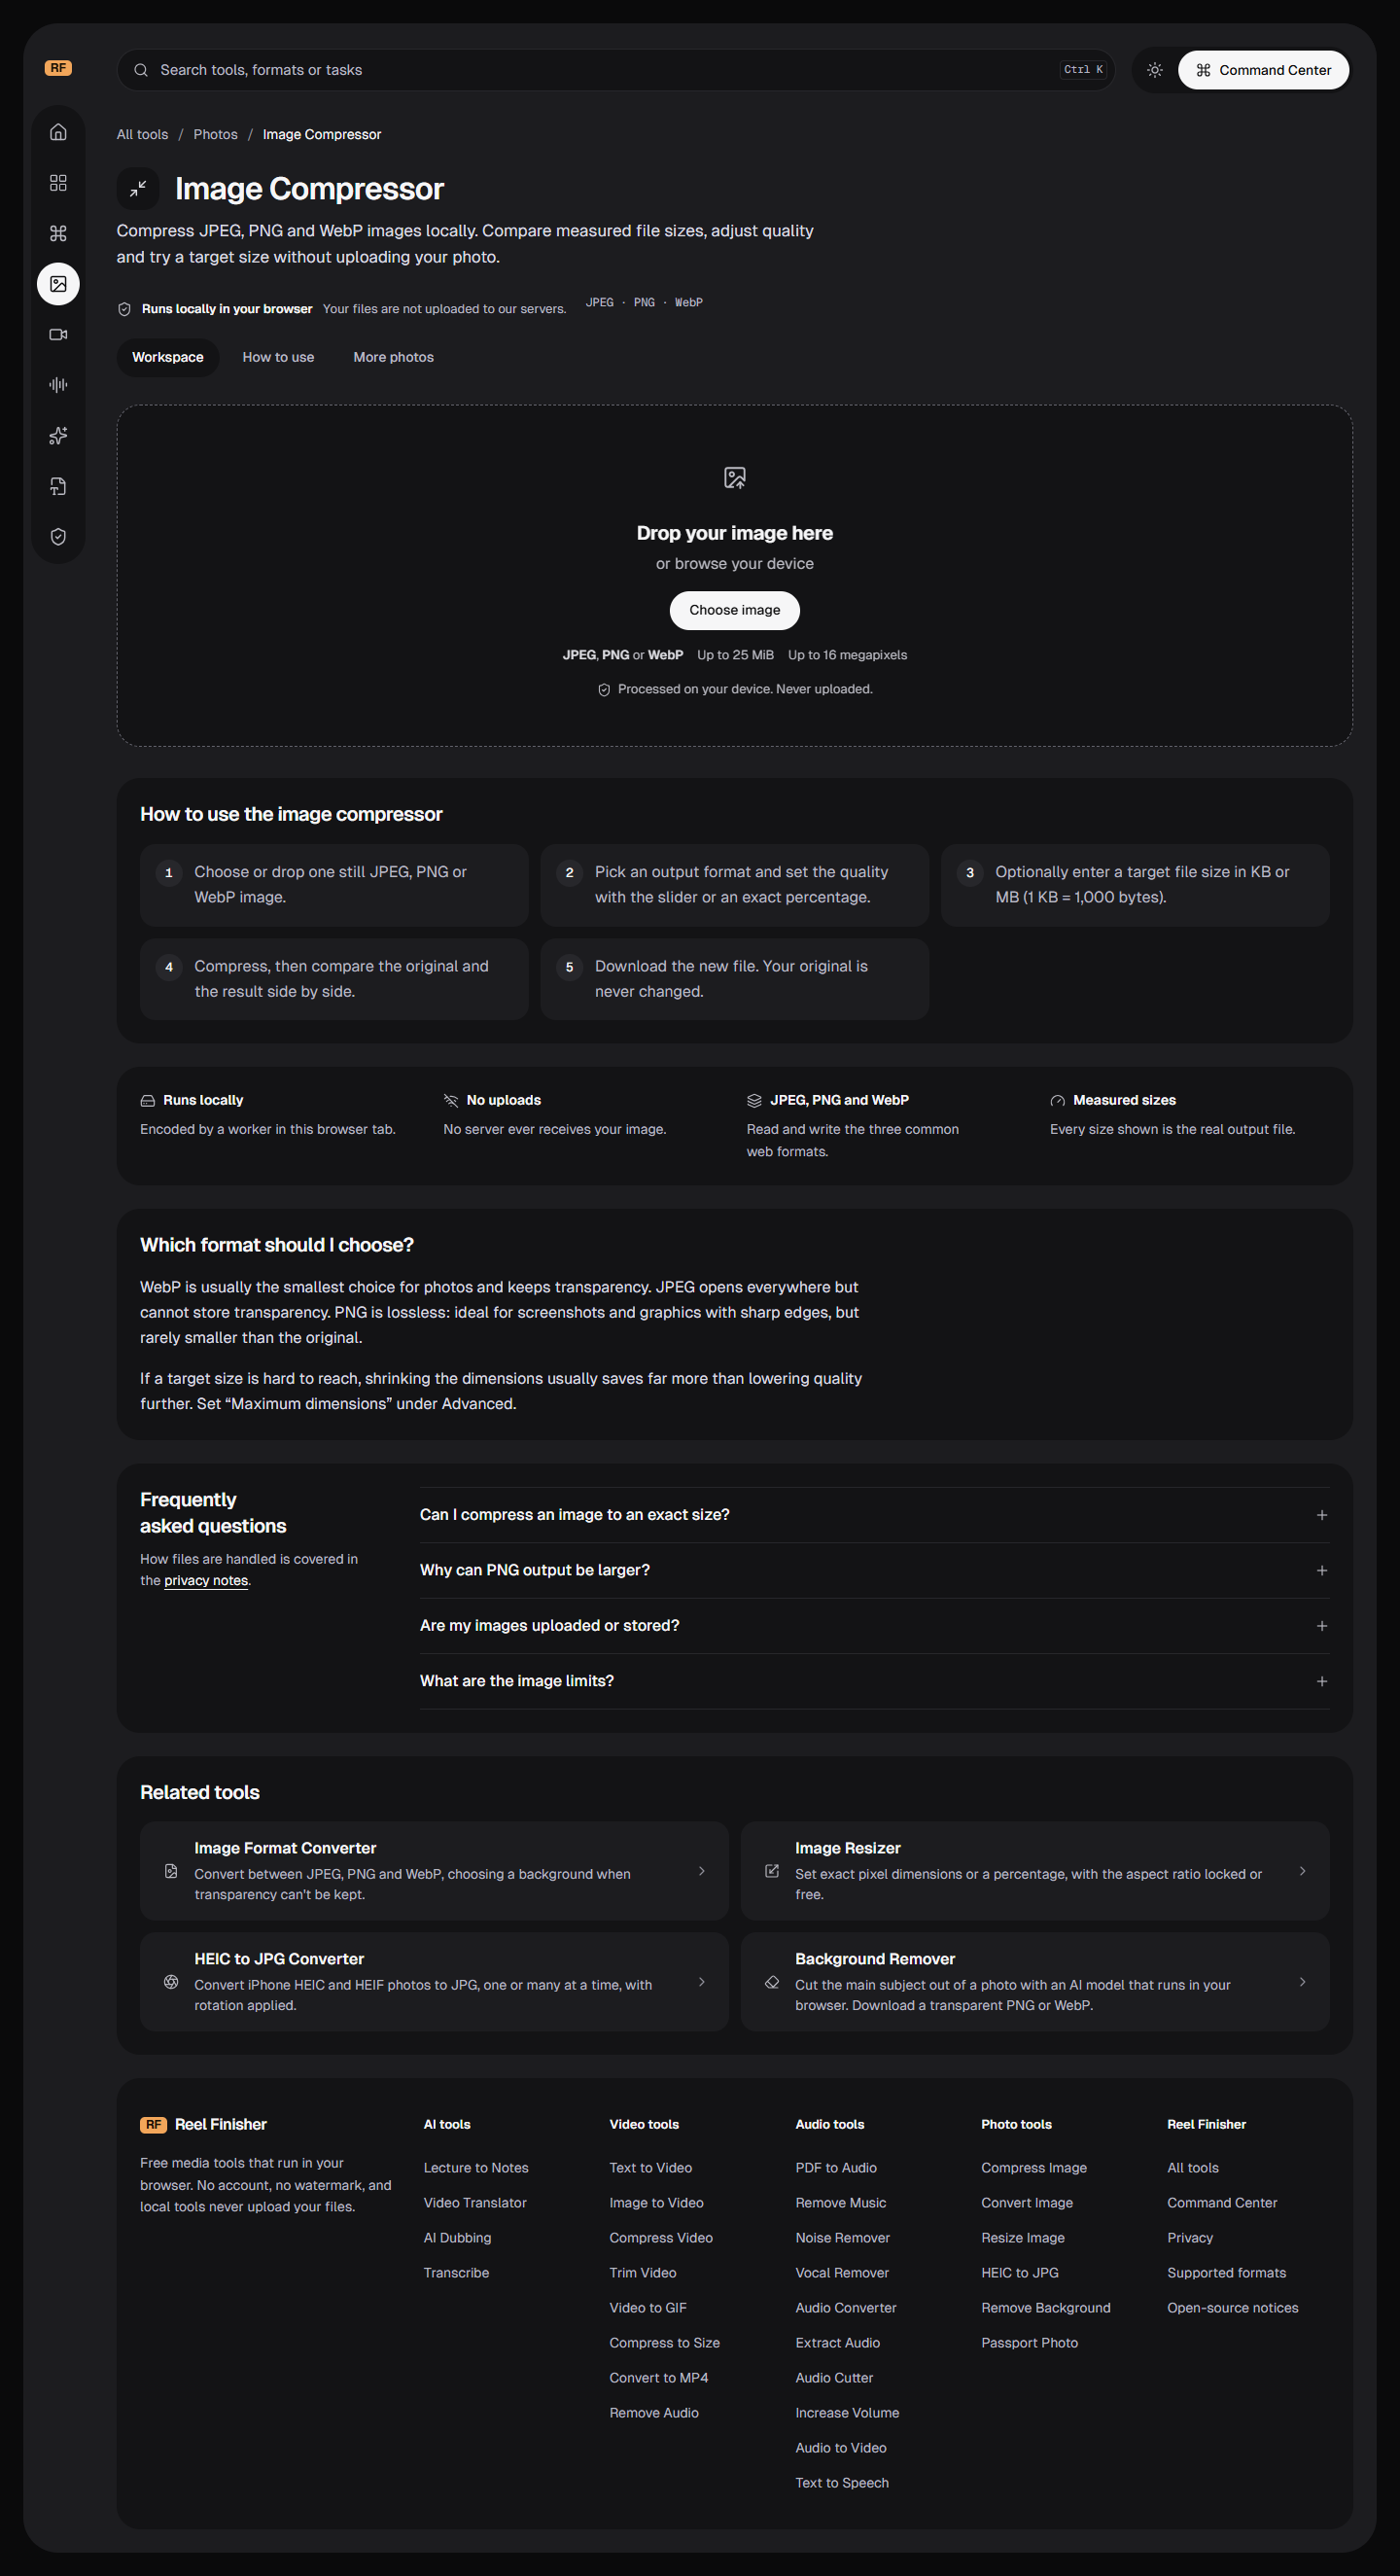 RF
Search tools, formats or tasks
Ctrl K
Command Center
All tools / Photos / Image Compressor
Image Compressor
Compress JPEG, PNG and WebP images locally. Compare measured file sizes, adjust quality
and try a target size without uploading your photo.
Runs locally in your browser Your files are not uploaded to our servers. JPEG · PNG · WebP
Workspace How to use More photos
Drop your image here
or browse your device
Choose image
JPEG, PNG or WebP Up to 25 MiB Up to 16 megapixels
Processed on your device. Never uploaded.
How to use the image compressor
1 Choose or drop one still JPEG, PNG or
WebP image.
2 Pick an output format and set the quality
with the slider or an exact percentage.
3 Optionally enter a target file size in KB or
MB (1 KB = 1,000 bytes).
4 Compress, then compare the original and
the result side by side.
5 Download the new file. Your original is
never changed.
Runs locally
Encoded by a worker in this browser tab.
No uploads
No server ever receives your image.
JPEG, PNG and WebP
Read and write the three common
web formats.
Measured sizes
Every size shown is the real output file.
Which format should I choose?
WebP is usually the smallest choice for photos and keeps transparency. JPEG opens everywhere but
cannot store transparency. PNG is lossless: ideal for screenshots and graphics with sharp edges, but
rarely smaller than the original.
If a target size is hard to reach, shrinking the dimensions usually saves far more than lowering quality
further. Set “Maximum dimensions” under Advanced.
Frequently
asked questions
How files are handled is covered in
the privacy notes.
Can I compress an image to an exact size?
Why can PNG output be larger?
Are my images uploaded or stored?
What are the image limits?
Related tools
Image Format Converter
Convert between JPEG, PNG and WebP, choosing a background when
transparency can't be kept.
Image Resizer
Set exact pixel dimensions or a percentage, with the aspect ratio locked or
free.
HEIC to JPG Converter
Convert iPhone HEIC and HEIF photos to JPG, one or many at a time, with
rotation applied.
Background Remover
Cut the main subject out of a photo with an AI model that runs in your
browser. Download a transparent PNG or WebP.
RF Reel Finisher
Free media tools that run in your
browser. No account, no watermark, and
local tools never upload your files.
AI tools
Lecture to Notes
Video Translator
AI Dubbing
Transcribe
Video tools
Text to Video
Image to Video
Compress Video
Trim Video
Video to GIF
Compress to Size
Convert to MP4
Remove Audio
Audio tools
PDF to Audio
Remove Music
Noise Remover
Vocal Remover
Audio Converter
Extract Audio
Audio Cutter
Increase Volume
Audio to Video
Text to Speech
Photo tools
Compress Image
Convert Image
Resize Image
HEIC to JPG
Remove Background
Passport Photo
Reel Finisher
All tools
Command Center
Privacy
Supported formats
Open-source notices